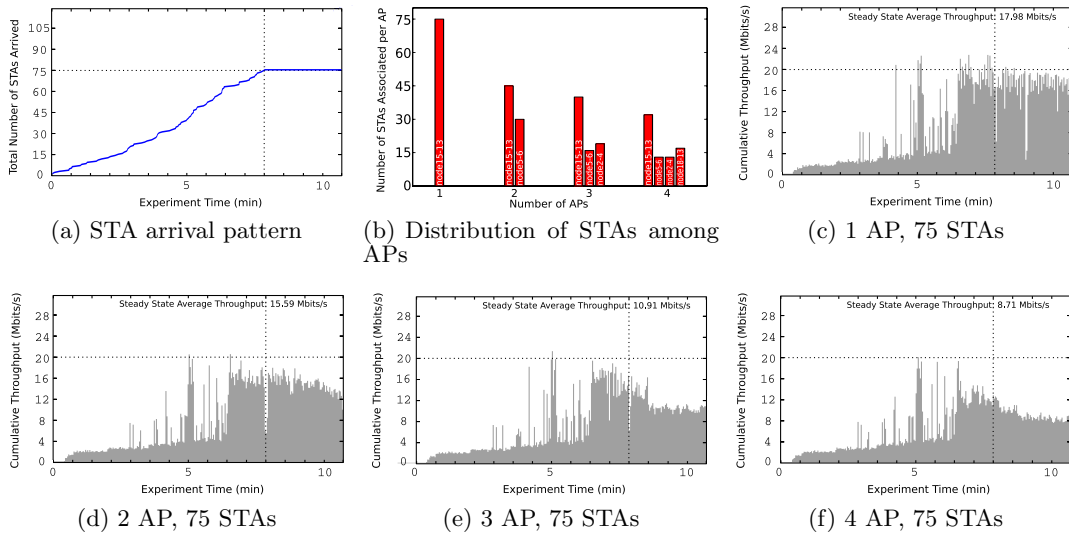 Total Number of STAs Arrived
105
90
75
60
45
30
15
0
0
5
10
Experiment Time (min)
(a) STA arrival pattern
Number of STAs Associated per AP
75
60
45
30
15
0
node15-13
node15-13
node5-6
node15-13
node5-6
node2-4
node15-13
node5-6
1
2
3
4
Number of APs
(b) Distribution of STAs among
APs
Steady State Average Throughput: 17.98 Mbits/s
Cumulative Throughput (Mbits/s)
28
24
20
16
12
8
4
0
0
5
10
Experiment Time (min)
(c) 1 AP, 75 STAs
Steady State Average Throughput: 15.59 Mbits/s
Cumulative Throughput (Mbits/s)
28
24
20
16
12
8
4
0
0
5
10
Experiment Time (min)
(d) 2 AP, 75 STAs
Steady State Average Throughput: 10.91 Mbits/s
Cumulative Throughput (Mbits/s)
28
24
20
16
12
8
4
0
0
5
10
Experiment Time (min)
(e) 3 AP, 75 STAs
Steady State Average Throughput: 8.71 Mbits/s
Cumulative Throughput (Mbits/s)
28
24
20
16
12
8
4
0
0
5
10
Experiment Time (min)
(f) 4 AP, 75 STAs